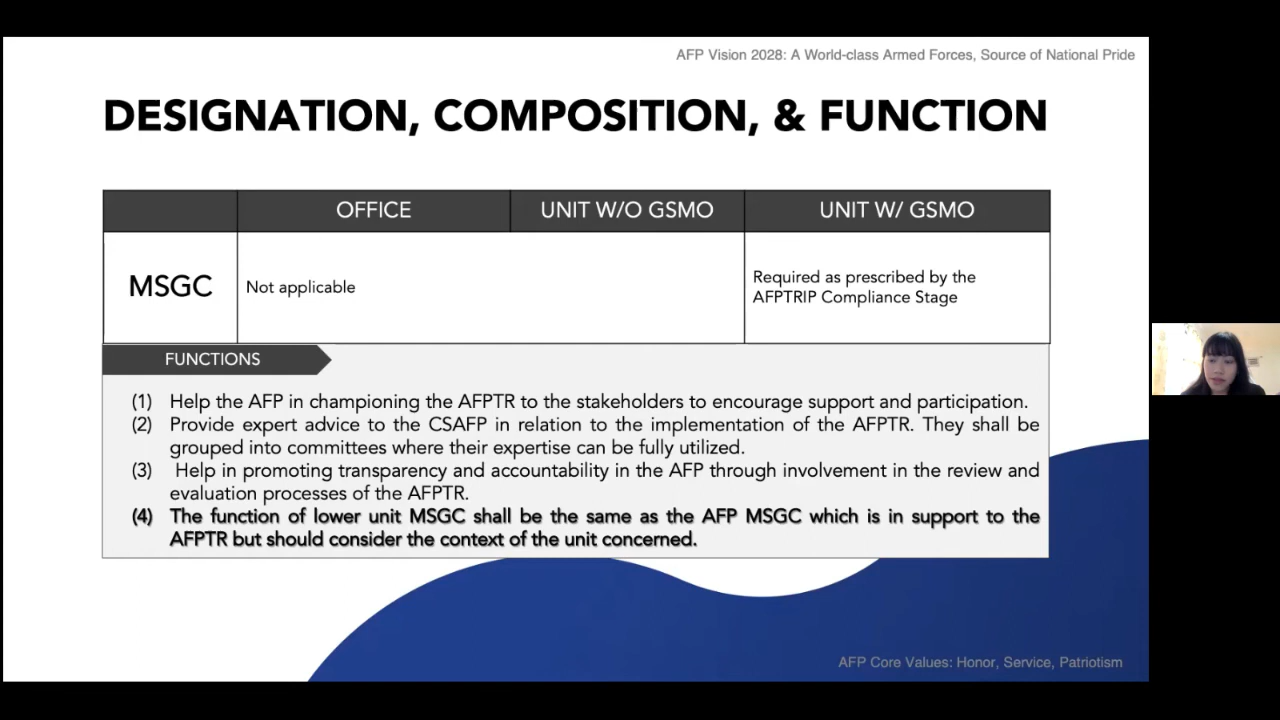 AFP Vision 2028: A World-class Armed Forces, Source of National Pride
DESIGNATION, COMPOSITION, & FUNCTION
OFFICE
UNIT W/O GSMO
UNIT W/ GSMO
MSGC
Not applicable
Required as prescribed by the
AFPTRIP Compliance Stage
FUNCTIONS
(1) Help the AFP in championing the AFPTR to the stakeholders to encourage support and participation.
(2) Provide expert advice to the CSAFP in relation to the implementation of the AFPTR. They shall be
grouped into committees where their expertise can be fully utilized.
(3) Help in promoting transparency and accountability in the AFP through involvement in the review and
evaluation processes of the AFPTR.
(4) The function of lower unit MSGC shall be the same as the AFP MSGC which is in support to the
AFPTR but should consider the context of the unit concerned.
AFP Core Values: Honor, Service, Patriotism